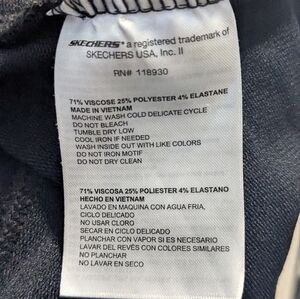 SKECHERS® a registered trademark of
SKECHERS USA, Inc. II
RN# 118930
71% VISCOSE 25% POLYESTER 4% ELASTANE
MADE IN VIETNAM
MACHINE WASH COLD DELICATE CYCLE
DO NOT BLEACH
TUMBLE DRY LOW
COOL IRON IF NEEDED
WASH INSIDE OUT WITH LIKE COLORS
DO NOT IRON MOTIF
DO NOT DRY CLEAN
71% VISCOSA 25% POLIESTER 4% ELASTANO
HECHO EN VIETNAM
LAVADO EN MAQUINA CON AGUA FRIA,
CICLO DELICADO
NO USAR CLORO
SECAR EN CICLO DELICADO
PLANCHAR CON VAPOR SI ES NECESARIO
LAVAR DEL REVÉS CON COLORES SIMILARES
NO PLANCHAR
NO LAVAR EN SECO